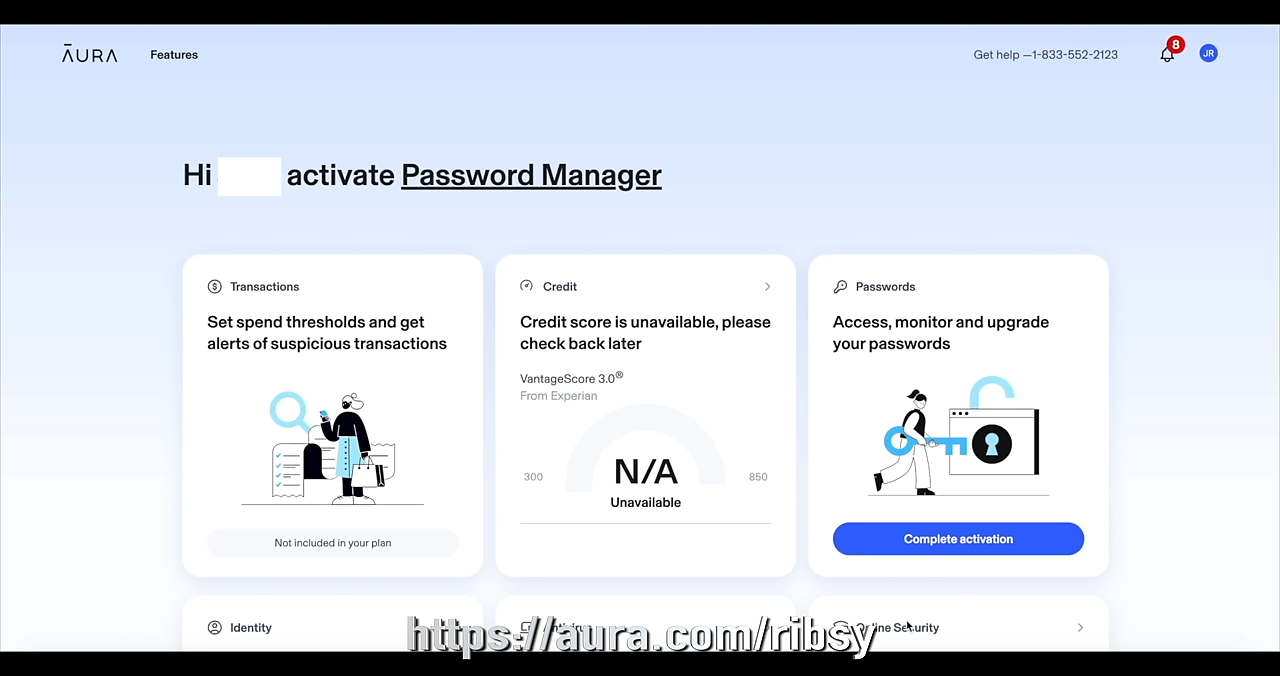 ĀURA
Features
Get help —1-833-552-2123
8
JR
Hi activate Password Manager
Transactions
Set spend thresholds and get
alerts of suspicious transactions
Not included in your plan
Credit
Credit score is unavailable, please
check back later
VantageScore 3.0®
From Experian
300
N/A
850
Unavailable
Passwords
Access, monitor and upgrade
your passwords
Complete activation
Identity
Online Security
https://aura.com/ribsy